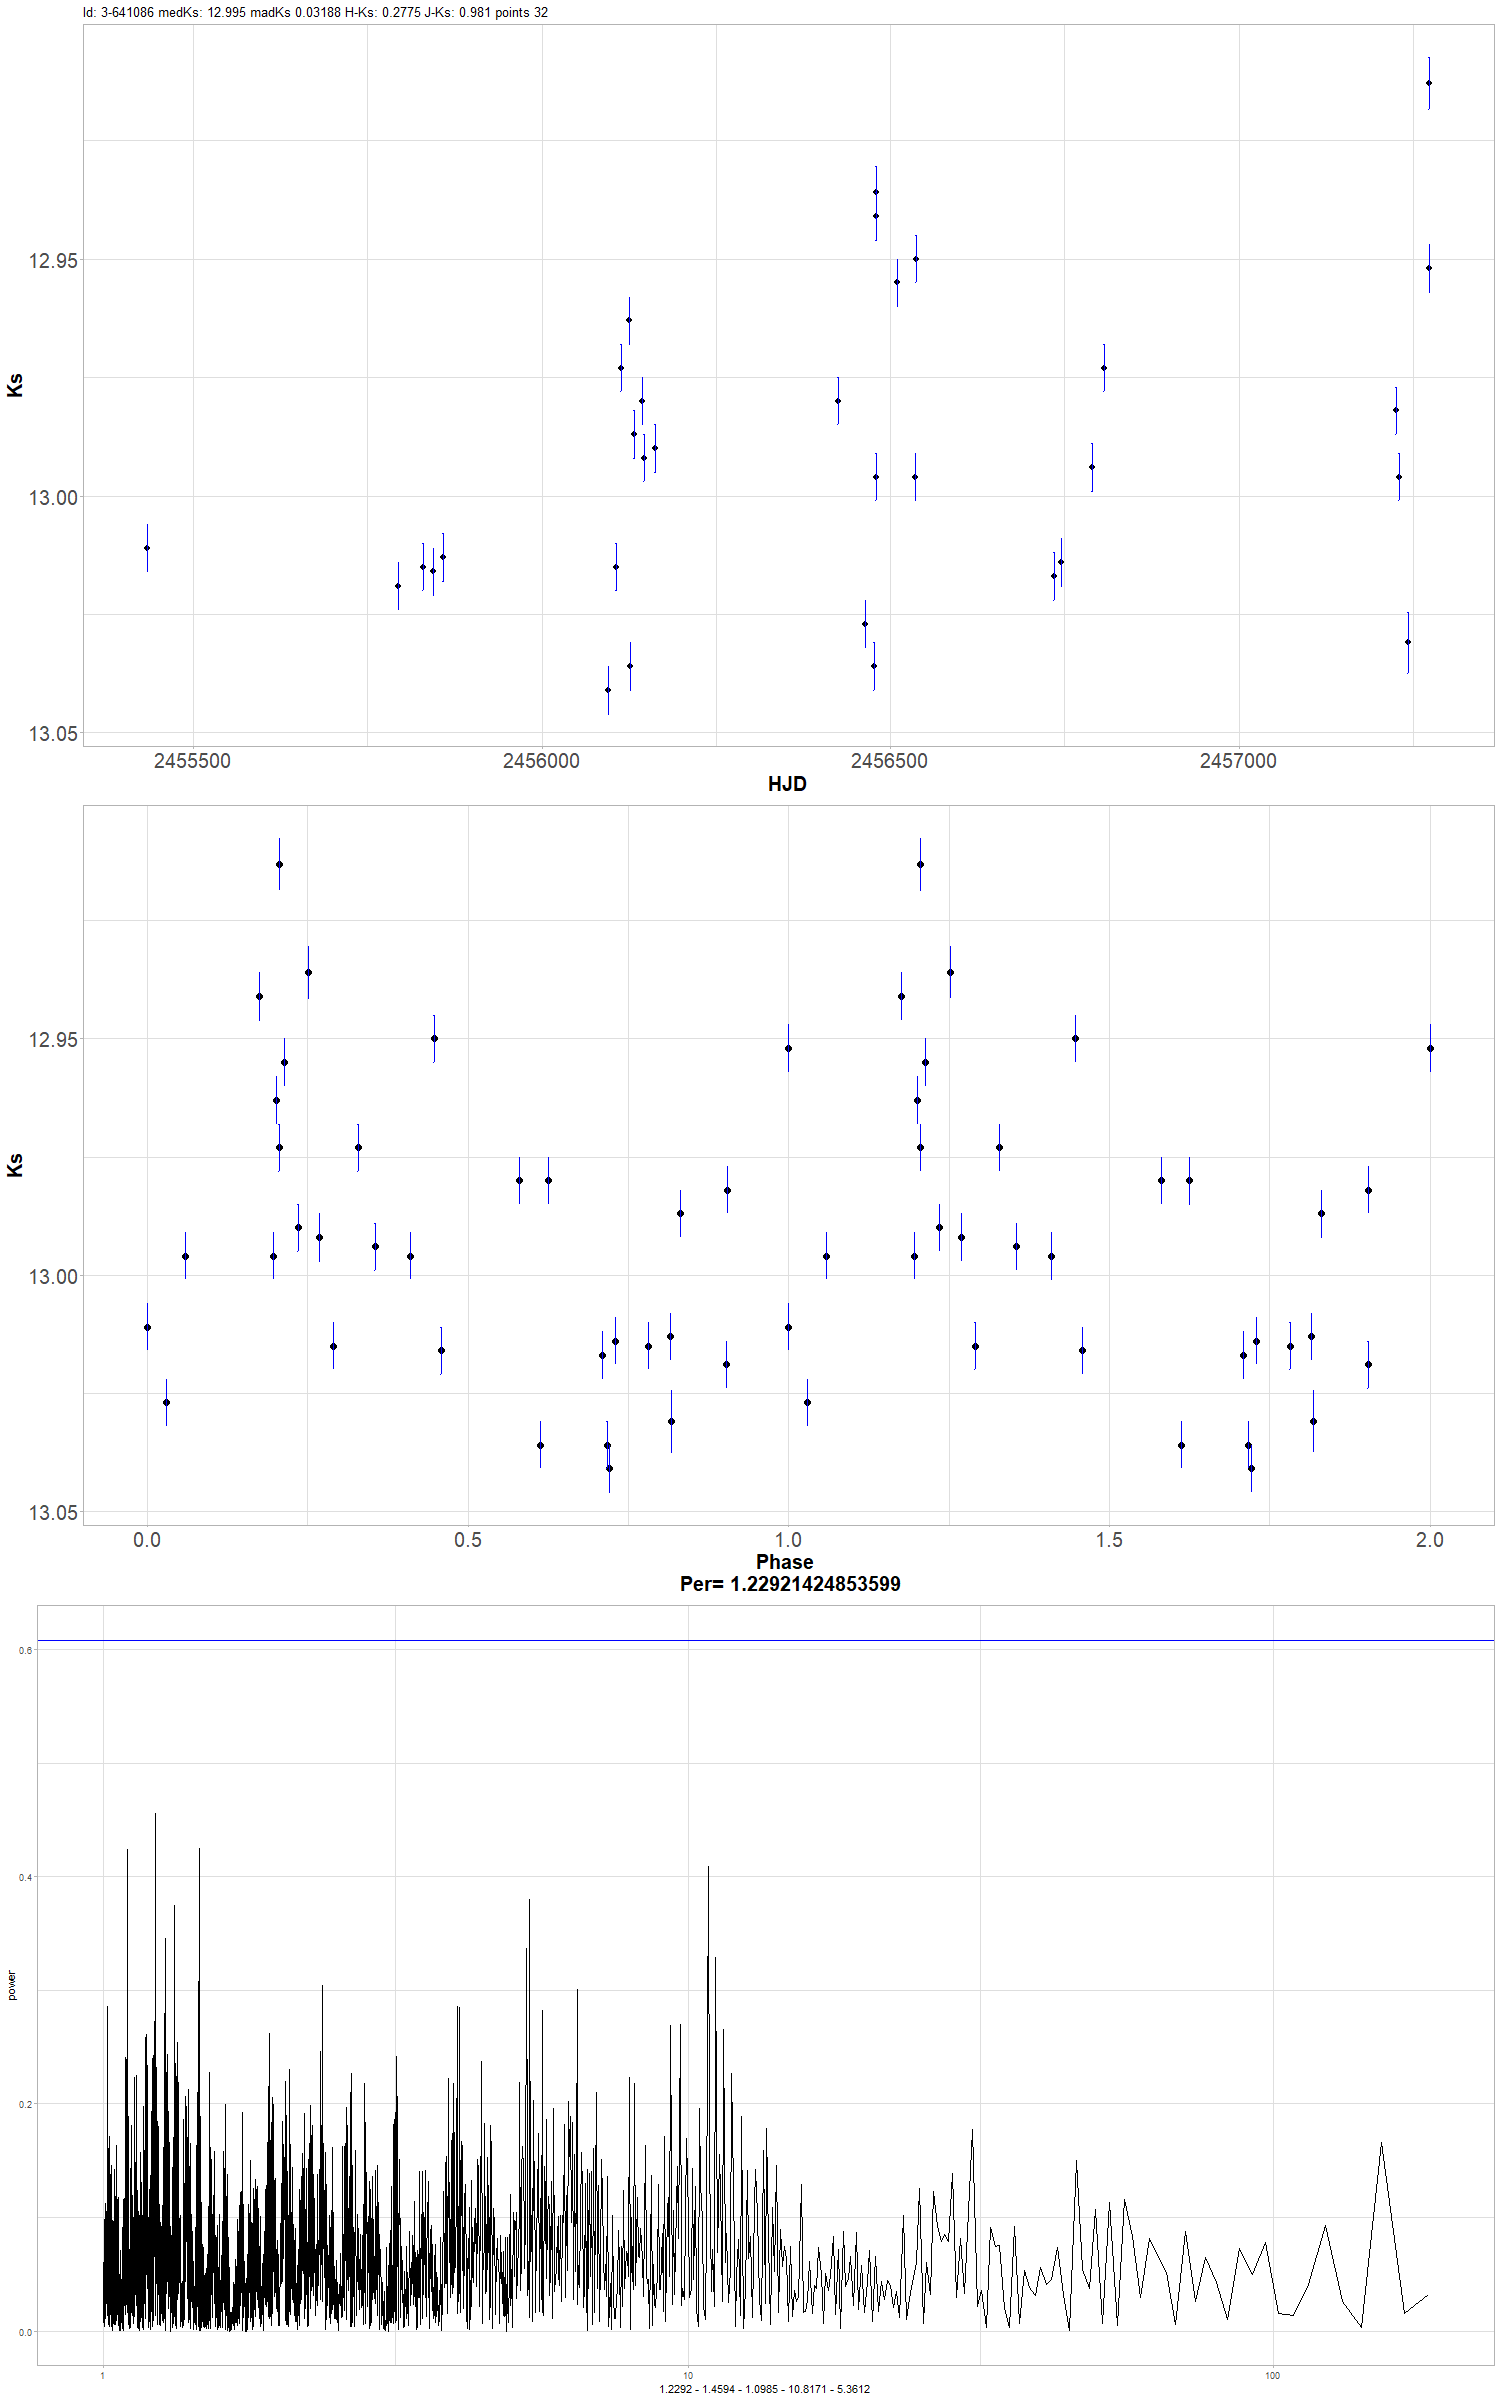 Id: 3-641086 medKs: 12.995 madKs 0.03188 H-Ks: 0.2775 J-Ks: 0.981 points 32
12.95
13.00
13.05
Ks
2455500 2456000 2456500 2457000
HJD
12.95
13.00
13.05
Ks
0.0 0.5 1.0 1.5 2.0
Phase
Per= 1.22921424853599
0.6
0.4
0.2
0.0
power
1 10 100
1.2292 - 1.4594 - 1.0985 - 10.8171 - 5.3612